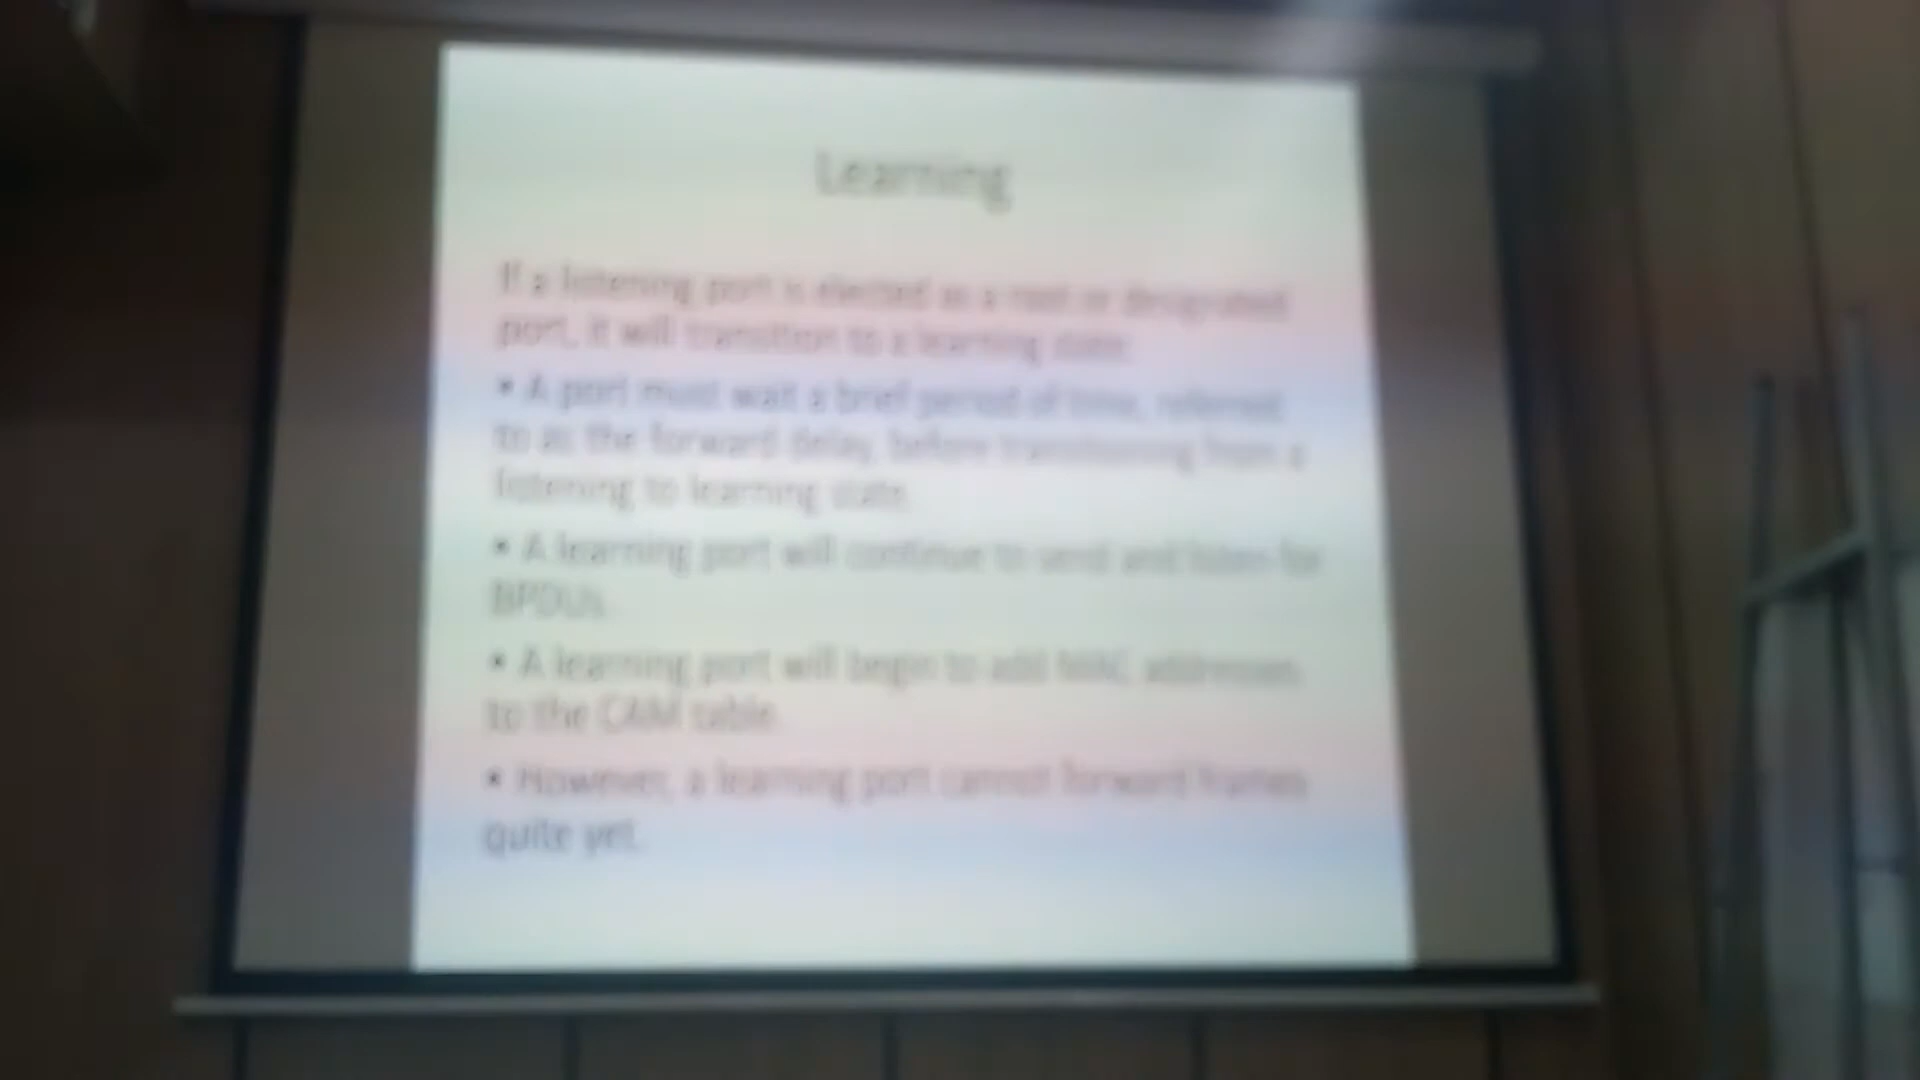 Learning
If a listening port is elected as a root or designated
port, it will transition to a learning state.
• A port must wait a brief period of time, referred
to as the forward delay, before transitioning from a
listening to learning state.
• A learning port will continue to send and listen for
BPDUs.
• A learning port will begin to add MAC addresses
to the CAM table.
• However, a learning port cannot forward frames
quite yet.